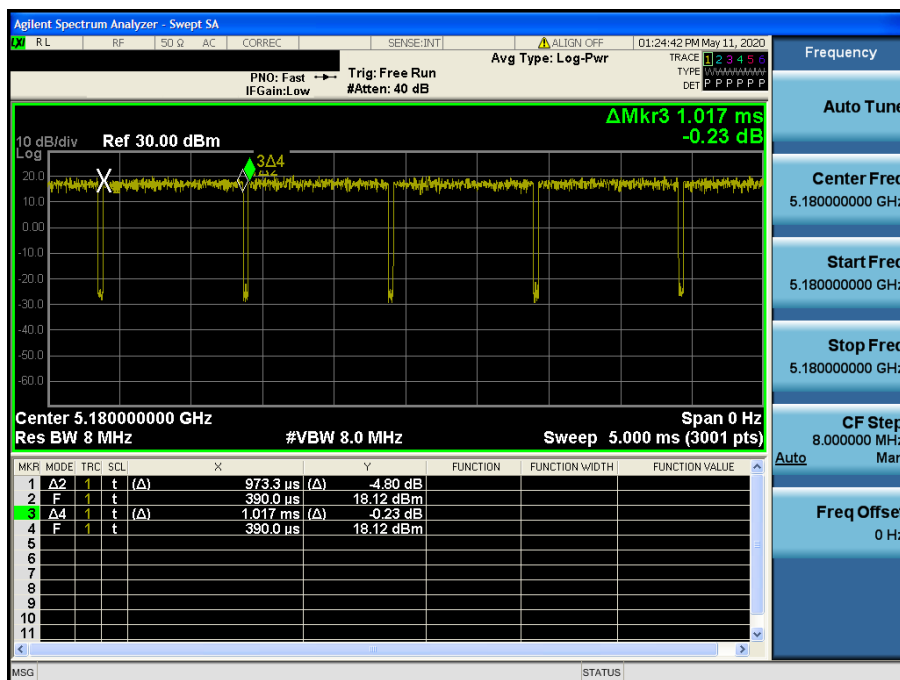 Agilent Spectrum Analyzer - Swept SA
LXI RL RF 50 Ω AC CORREC SENSE:INT ALIGN OFF 01:24:42 PM May 11, 2020
Avg Type: Log-Pwr TRACE 1 2 3 4 5 6
PNO: Fast Trig: Free Run TYPE WWWWWW
IFGain:Low #Atten: 40 dB DET P P P P P P
ΔMkr3 1.017 ms
10 dB/div Ref 30.00 dBm -0.23 dB
Log
3Δ4
20.0
10.0
0.00
-10.0
-20.0
-30.0
-40.0
-50.0
-60.0
Center 5.180000000 GHz Span 0 Hz
Res BW 8 MHz #VBW 8.0 MHz Sweep 5.000 ms (3001 pts)
MKR MODE TRC SCL X Y FUNCTION FUNCTION WIDTH FUNCTION VALUE
1 Δ2 1 t (Δ) 973.3 µs (Δ) -4.80 dB
2 F 1 t 390.0 µs 18.12 dBm
3 Δ4 1 t (Δ) 1.017 ms (Δ) -0.23 dB
4 F 1 t 390.0 µs 18.12 dBm
5
6
7
8
9
10
11
MSG STATUS
Frequency
Auto Tune
Center Freq
5.180000000 GHz
Start Freq
5.180000000 GHz
Stop Freq
5.180000000 GHz
CF Step
8.000000 MHz
Auto Man
Freq Offset
0 Hz